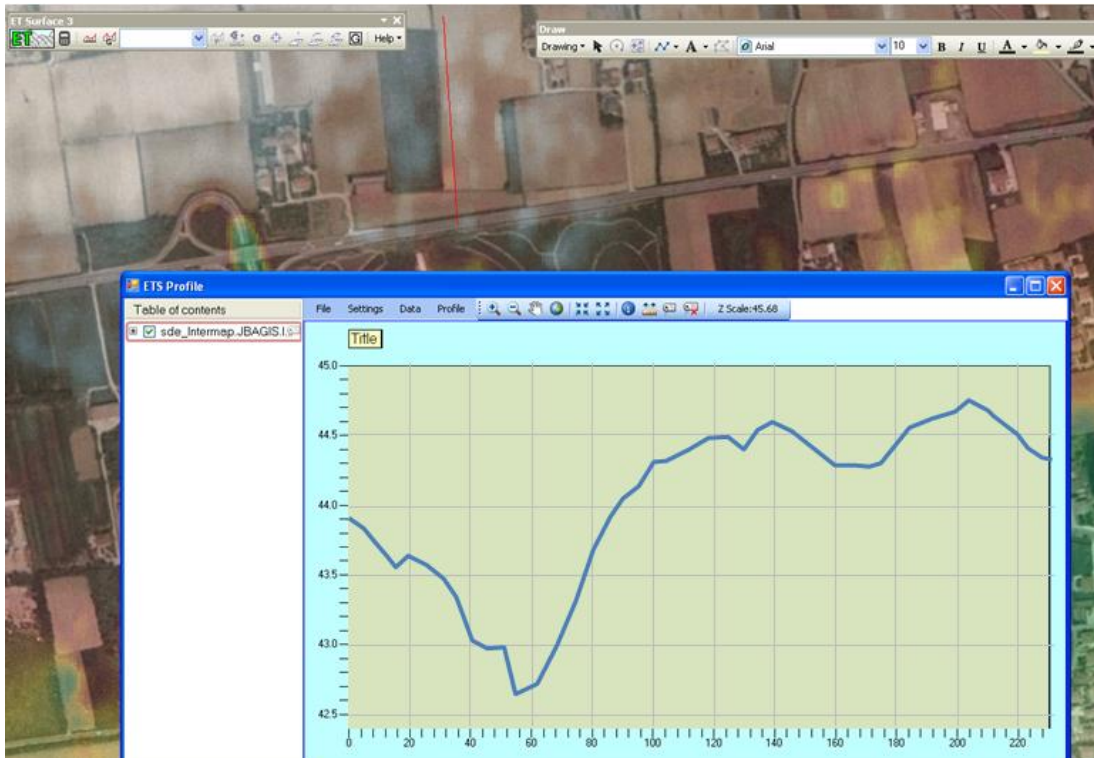 ET Surface 3
ET
G Help
Draw
Drawing A Arial 10 B I U A
ETS Profile
Table of contents
File Settings Data Profile Z Scale:45.68
sde_Intermap.JBAGIS.I.
Title
45.0
44.5
44.0
43.5
43.0
42.5
0 20 40 60 80 100 120 140 160 180 200 220